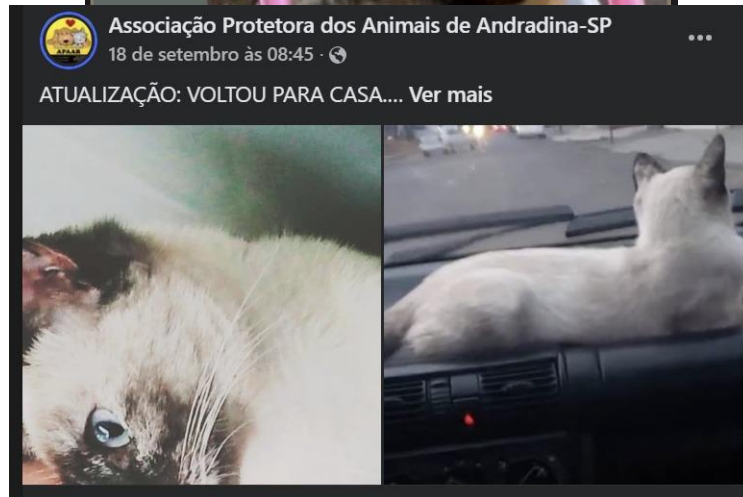 Associação Protetora dos Animais de Andradina-SP
APAAN
18 de setembro às 08:45 ·
ATUALIZAÇÃO: VOLTOU PARA CASA.... Ver mais